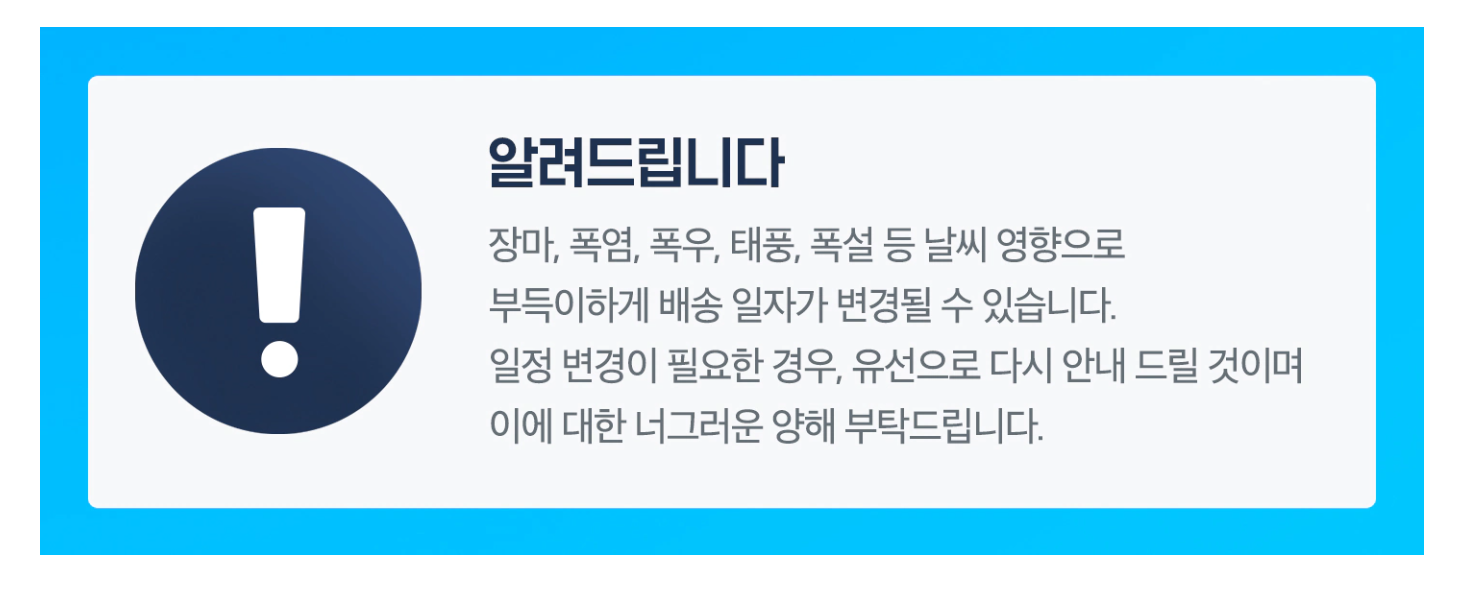 알려드립니다
장마, 폭염, 폭우, 태풍, 폭설 등 날씨 영향으로
부득이하게 배송 일자가 변경될 수 있습니다.
일정 변경이 필요한 경우, 유선으로 다시 안내 드릴 것이며
이에 대한 너그러운 양해 부탁드립니다.